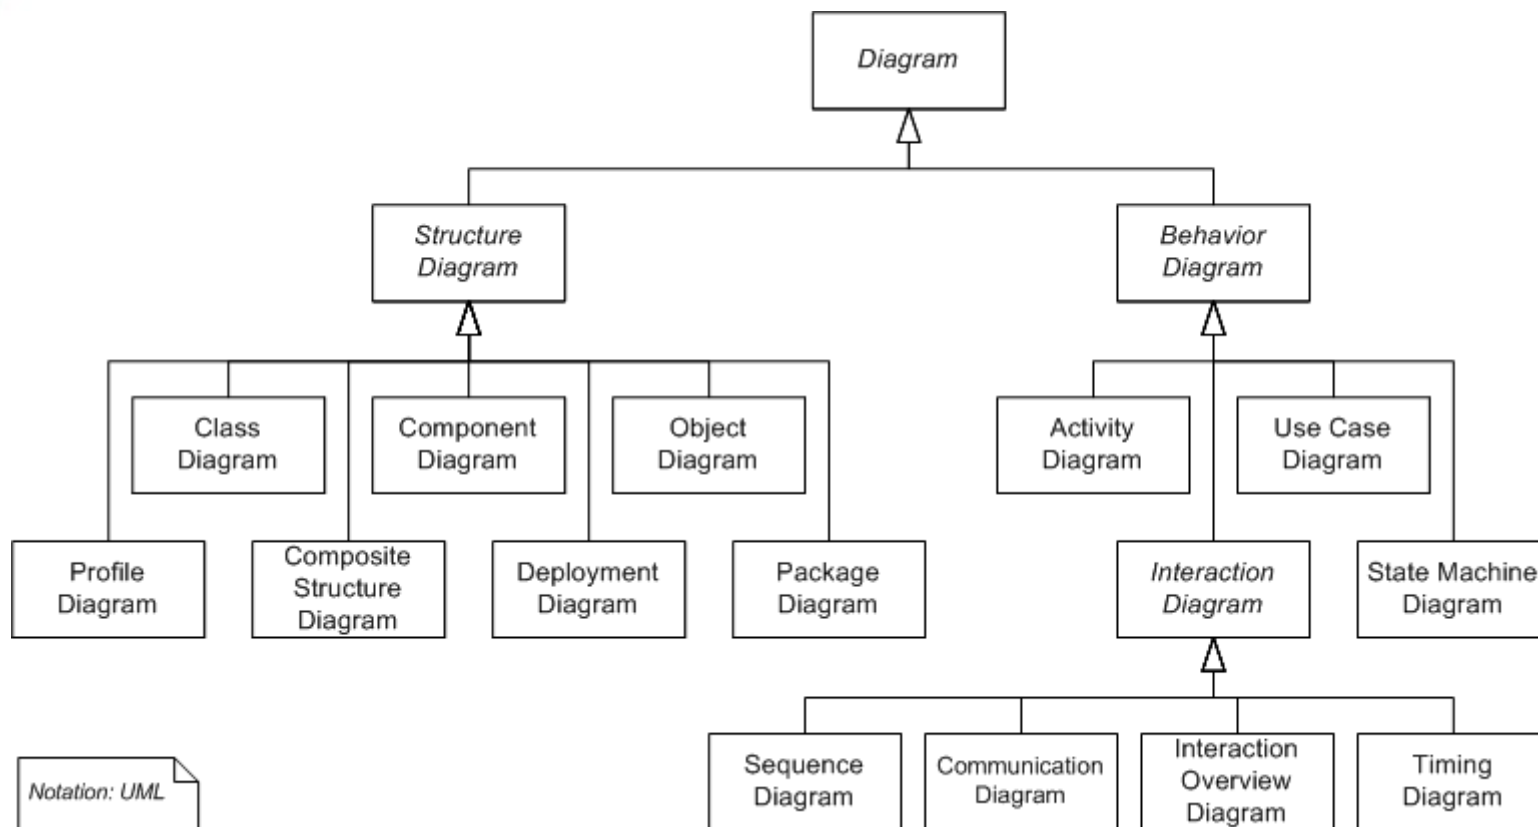 Diagram
Structure
Diagram
Behavior
Diagram
Class
Diagram
Component
Diagram
Object
Diagram
Activity
Diagram
Use Case
Diagram
Profile
Diagram
Composite
Structure
Diagram
Deployment
Diagram
Package
Diagram
Interaction
Diagram
State Machine
Diagram
Sequence
Diagram
Communication
Diagram
Interaction
Overview
Diagram
Timing
Diagram
Notation: UML